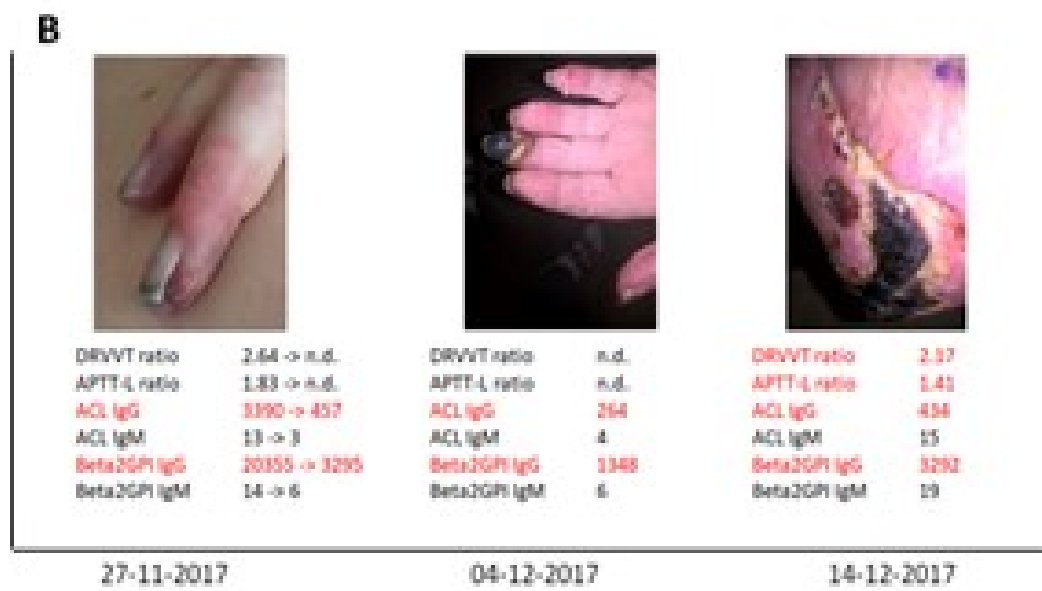 B
DRVVT ratio 2.64 -> n.d.
APTT-L ratio 1.83 -> n.d.
ACL IgG 3390 -> 457
ACL IgM 13 -> 3
Beta2GPI IgG 20355 -> 3295
Beta2GPI IgM 14 -> 6
27-11-2017
DRVVT ratio n.d.
APTT-L ratio n.d.
ACL IgG 264
ACL IgM 4
Beta2GPI IgG 1348
Beta2GPI IgM 6
04-12-2017
DRVVT ratio 2.17
APTT-L ratio 1.41
ACL IgG 434
ACL IgM 15
Beta2GPI IgG 3292
Beta2GPI IgM 19
14-12-2017